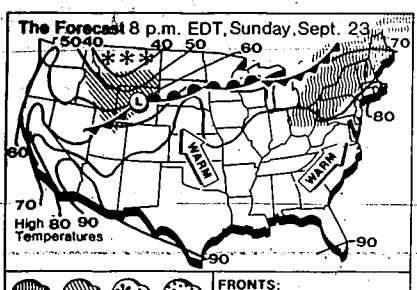 The Forecast 8 p.m. EDT, Sunday, Sept. 23
50 40 40 50 60 70
L
80
60
WARM
WARM
70
High 80 90
Temperatures
90
90
FRONTS: